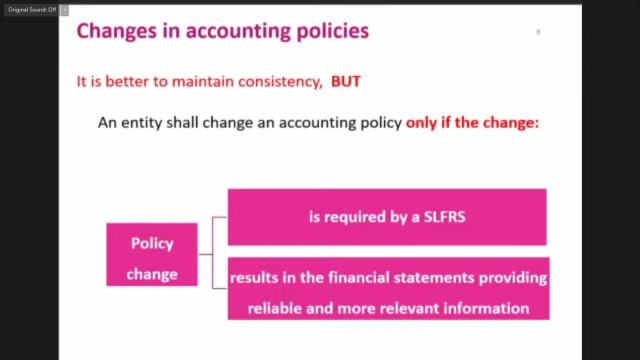 Original Sound: Off
Changes in accounting policies
9
It is better to maintain consistency, BUT
An entity shall change an accounting policy only if the change:
Policy
change
is required by a SLFRS
results in the financial statements providing
reliable and more relevant information